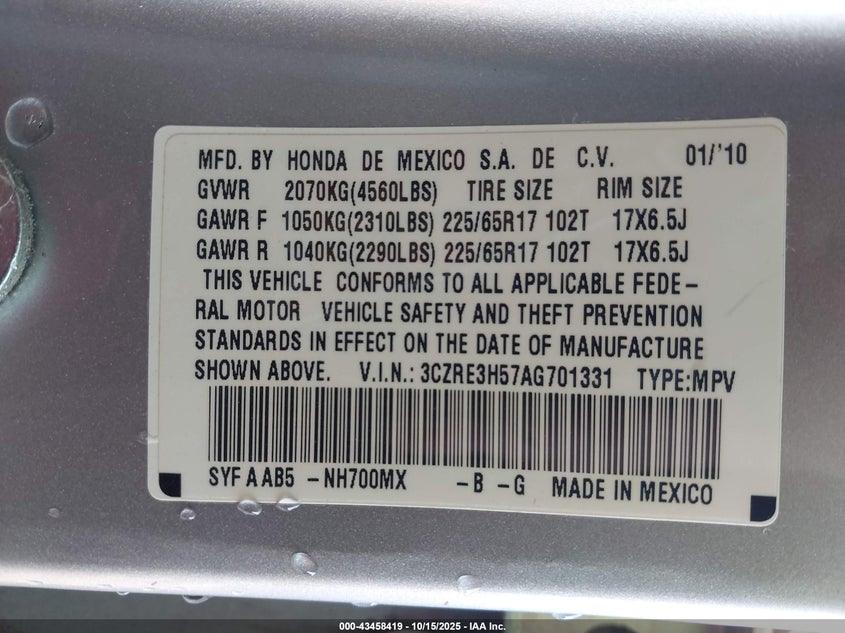 MFD. BY HONDA DE MEXICO S.A. DE C.V. 01/'10
GVWR 2070KG(4560LBS) TIRE SIZE RIM SIZE
GAWR F 1050KG(2310LBS) 225/65R17 102T 17X6.5J
GAWR R 1040KG(2290LBS) 225/65R17 102T 17X6.5J
THIS VEHICLE CONFORMS TO ALL APPLICABLE FEDE-
RAL MOTOR VEHICLE SAFETY AND THEFT PREVENTION
STANDARDS IN EFFECT ON THE DATE OF MANUFACTURE
SHOWN ABOVE. V.I.N.: 3CZRE3H57AG701331 TYPE:MPV
SYF A AB5 -NH700MX -B -G MADE IN MEXICO
000-43458419 - 10/15/2025 - IAA Inc.